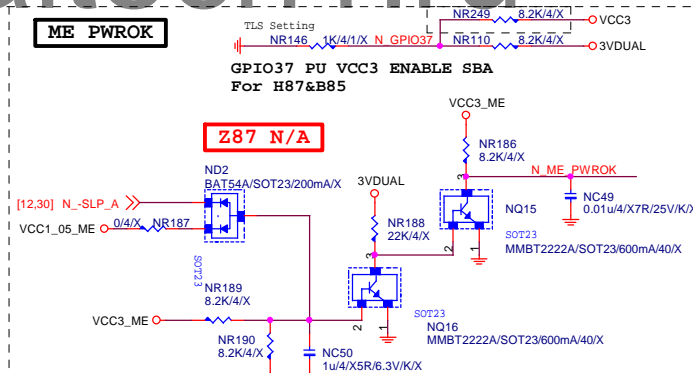 ME PWROK
TLS Setting
NR249 8.2K/4/X VCC3
NR146 1K/4/1/X N_GPIO37 NR110 8.2K/4/X 3VDUAL
GPIO37 PU VCC3 ENABLE SBA
For H87&B85
VCC3_ME
Z87 N/A
NR186
8.2K/4/X
N_ME_PWROK
ND2
BAT54A/SOT23/200mA/X
3VDUAL
3
[12,30] N_-SLP_A
NC49
0.01u/4/X7R/25V/K/X
VCC1_05_ME 0/4/X NR187
NR188
22K/4/X
NQ15
SOT23
MMBT2222A/SOT23/600mA/40/X
2
1
3
SOT23
NR189
8.2K/4/X
VCC3_ME
SOT23
NQ16
MMBT2222A/SOT23/600mA/40/X
2
1
NR190
8.2K/4/X
NC50
1u/4/X5R/6.3V/K/X